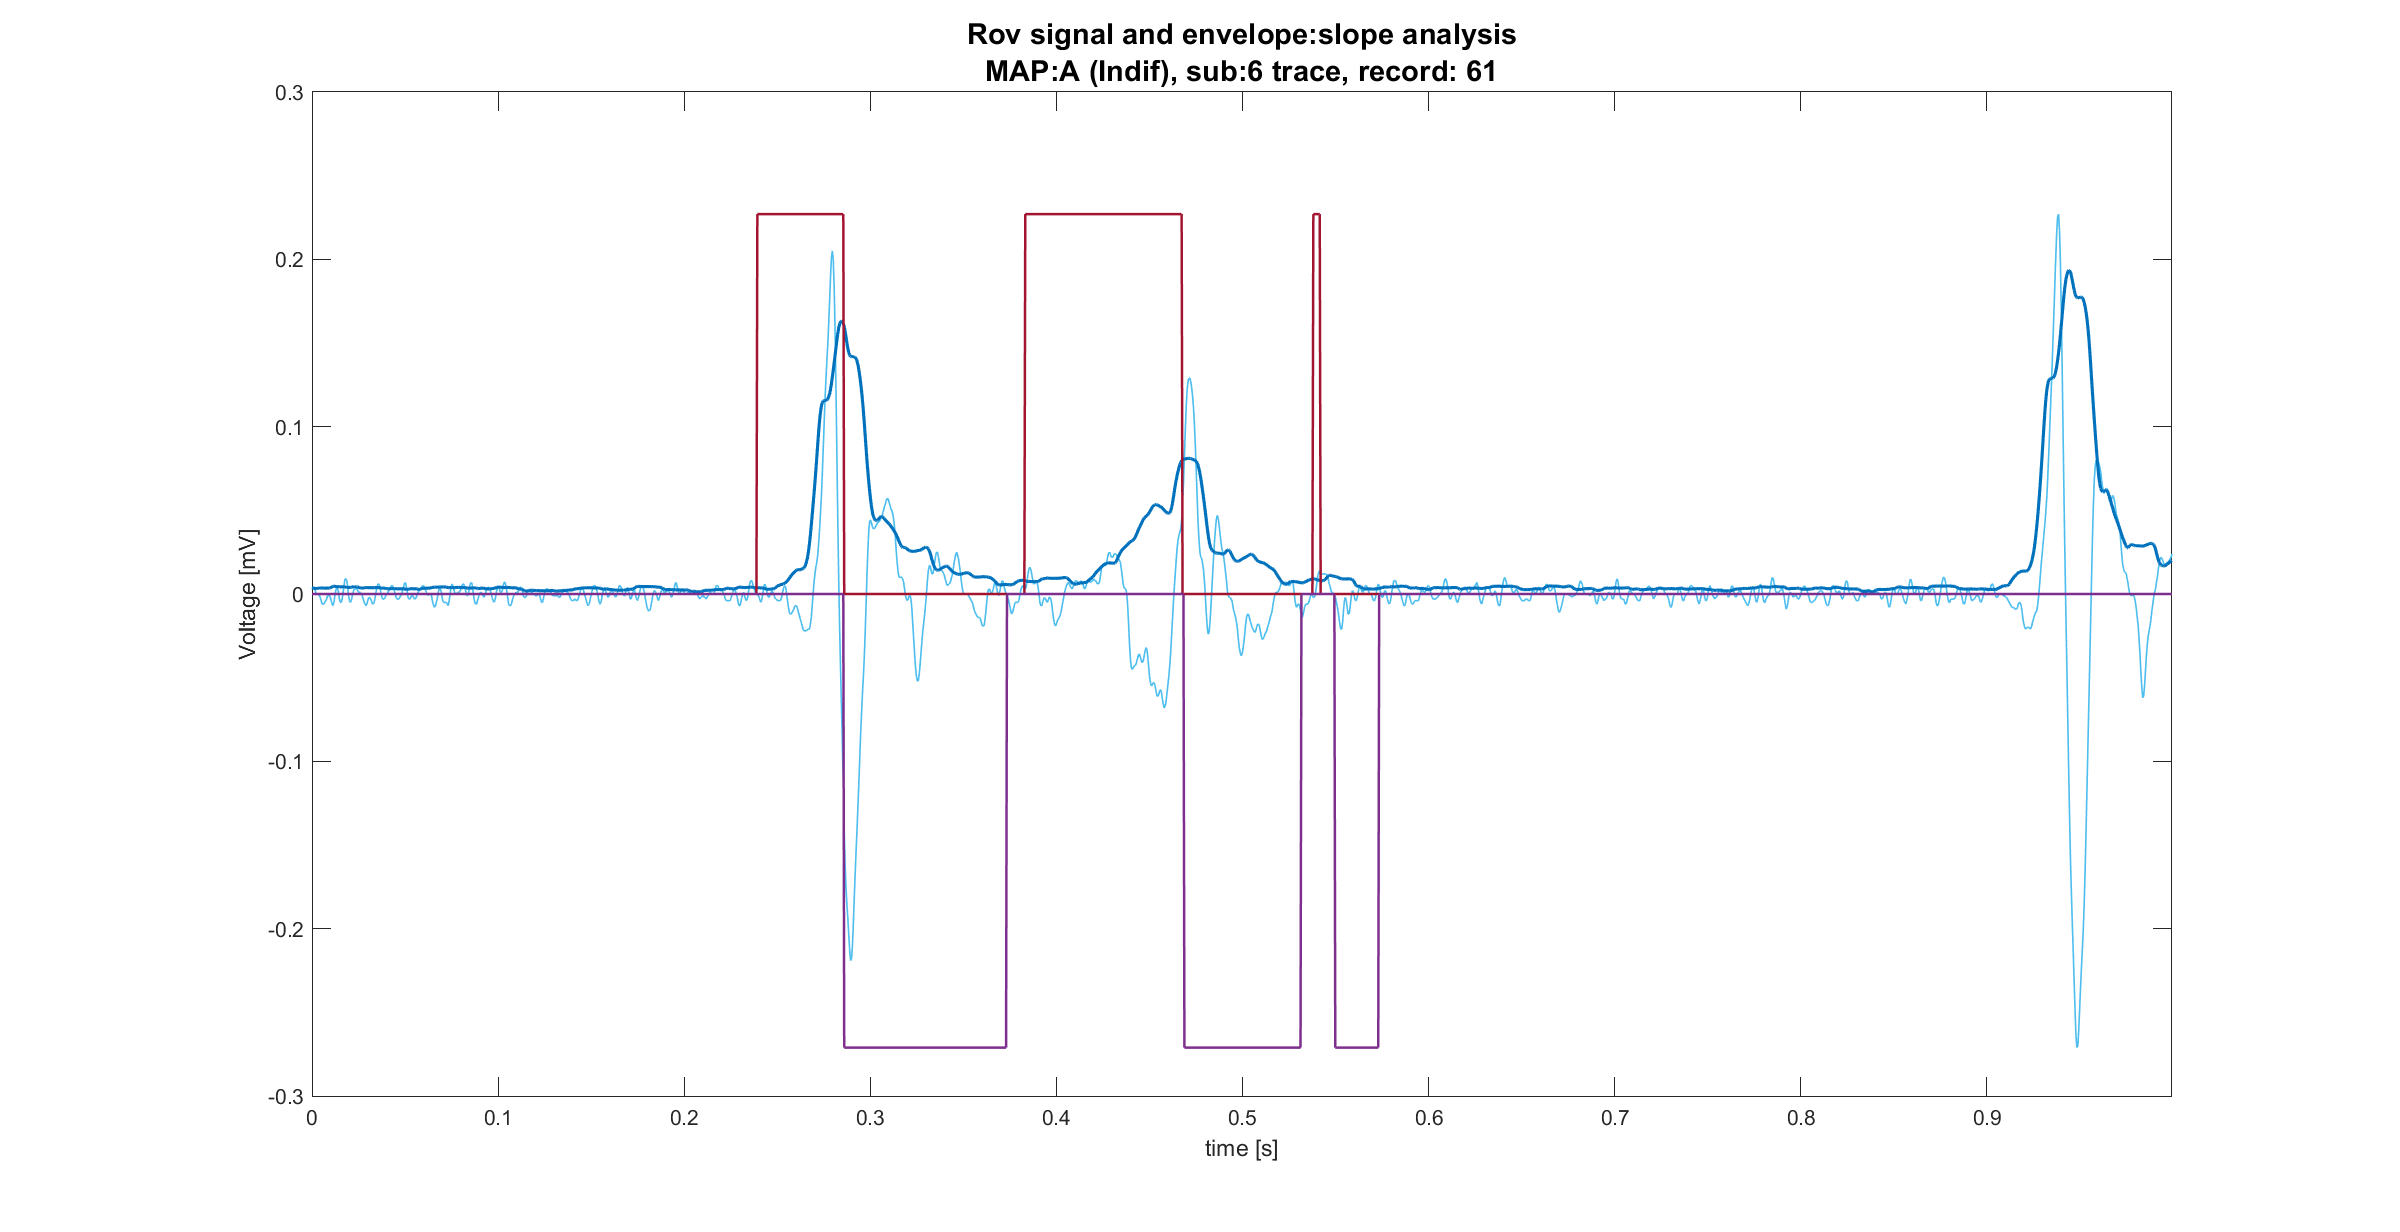 Rov signal and envelope:slope analysis
MAP:A (Indif), sub:6 trace, record: 61
0.3
0.2
0.1
0
-0.1
-0.2
-0.3
Voltage [mV]
0 0.1 0.2 0.3 0.4 0.5 0.6 0.7 0.8 0.9
time [s]